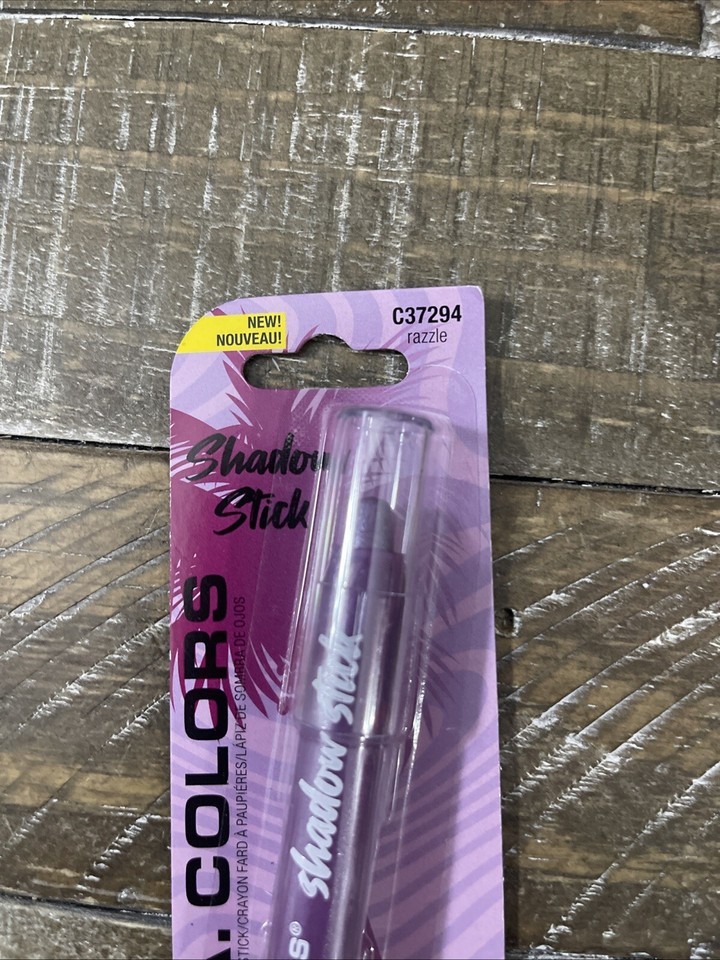 NEW!
NOUVEAU!
C37294
razzle
Shadow
Stick
A. COLORS
STICK/CRAYON FARD À PAUPIÈRES/LÁPIZ DE SOMBRA DE OJOS
shadow stick
S®